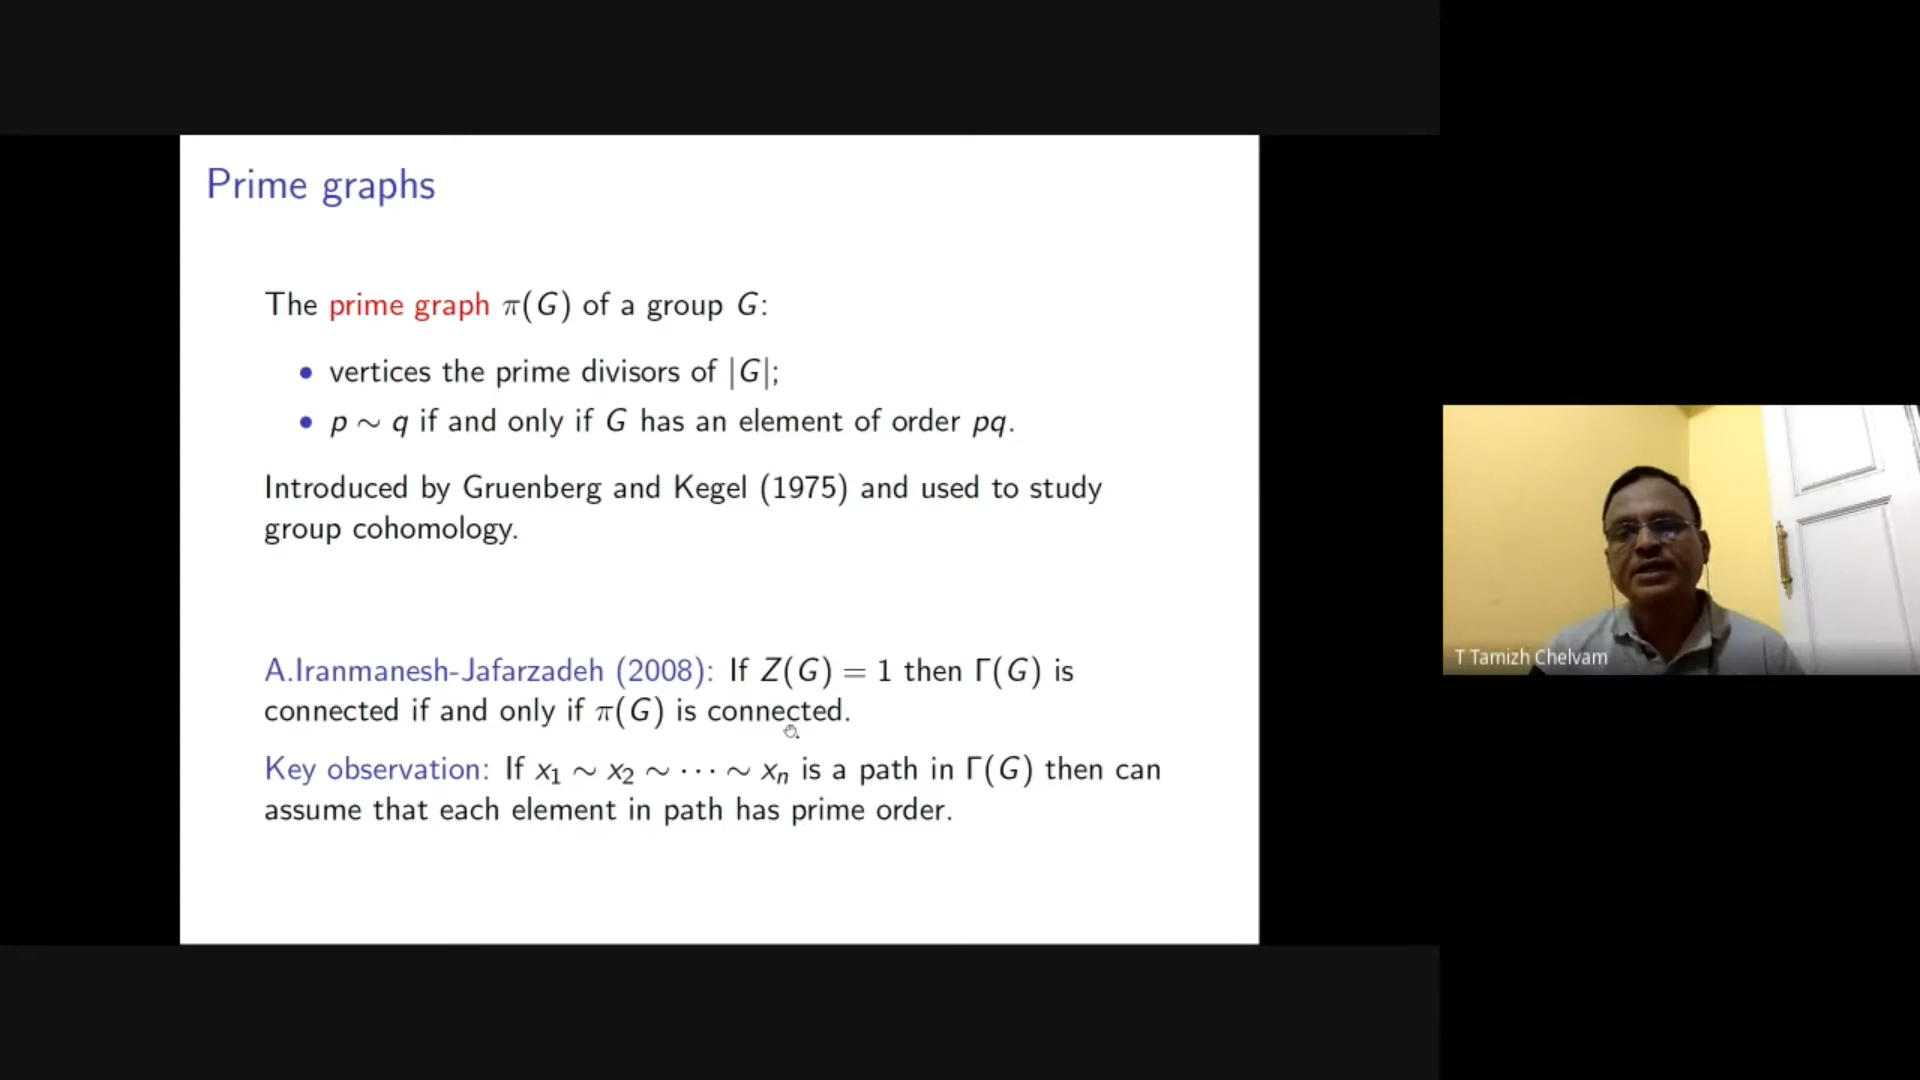 Prime graphs
The prime graph π(G) of a group G:
• vertices the prime divisors of |G|;
• p ∼ q if and only if G has an element of order pq.
Introduced by Gruenberg and Kegel (1975) and used to study
group cohomology.
A.Iranmanesh-Jafarzadeh (2008): If Z(G) = 1 then Γ(G) is
connected if and only if π(G) is connected.
Key observation: If x₁ ∼ x₂ ∼ ⋯ ∼ xₙ is a path in Γ(G) then can
assume that each element in path has prime order.
T Tamizh Chelvam